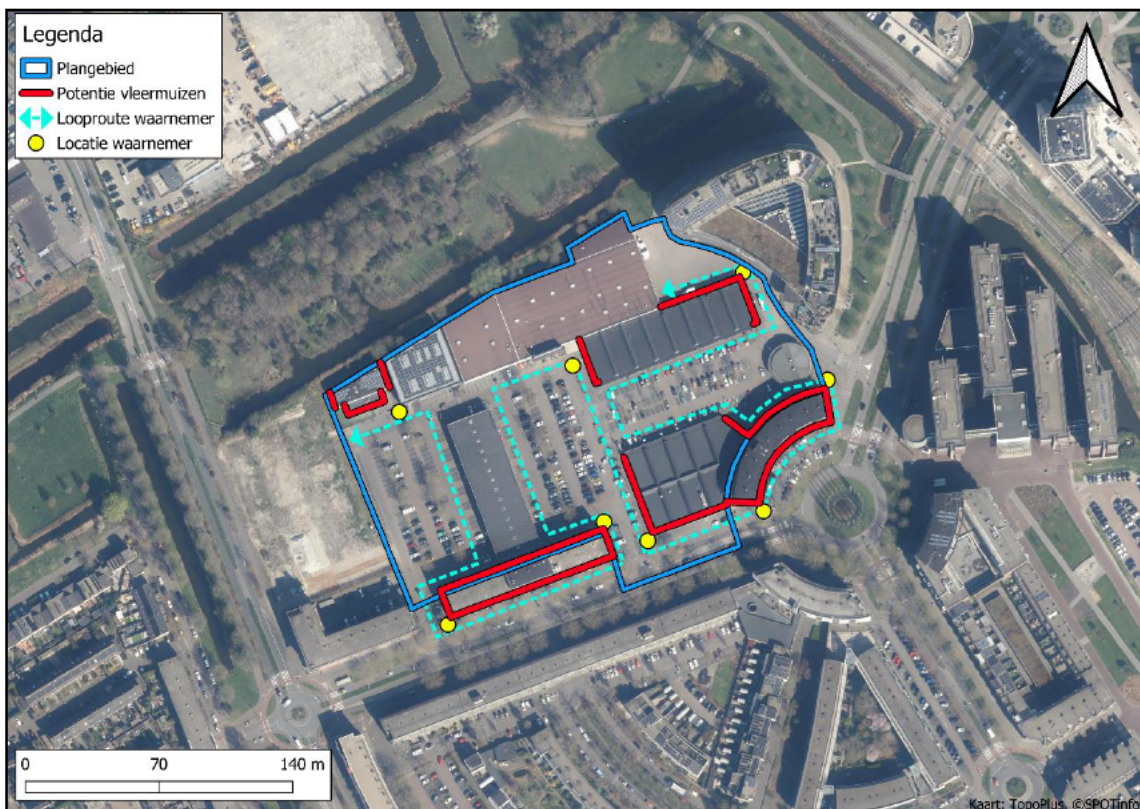 Legenda
Plangebied
Potentie vleermuizen
Looproute waarnemer
Locatie waarnemer
0 70 140 m
Kaart: TopoPlus, ©SPOTinfo